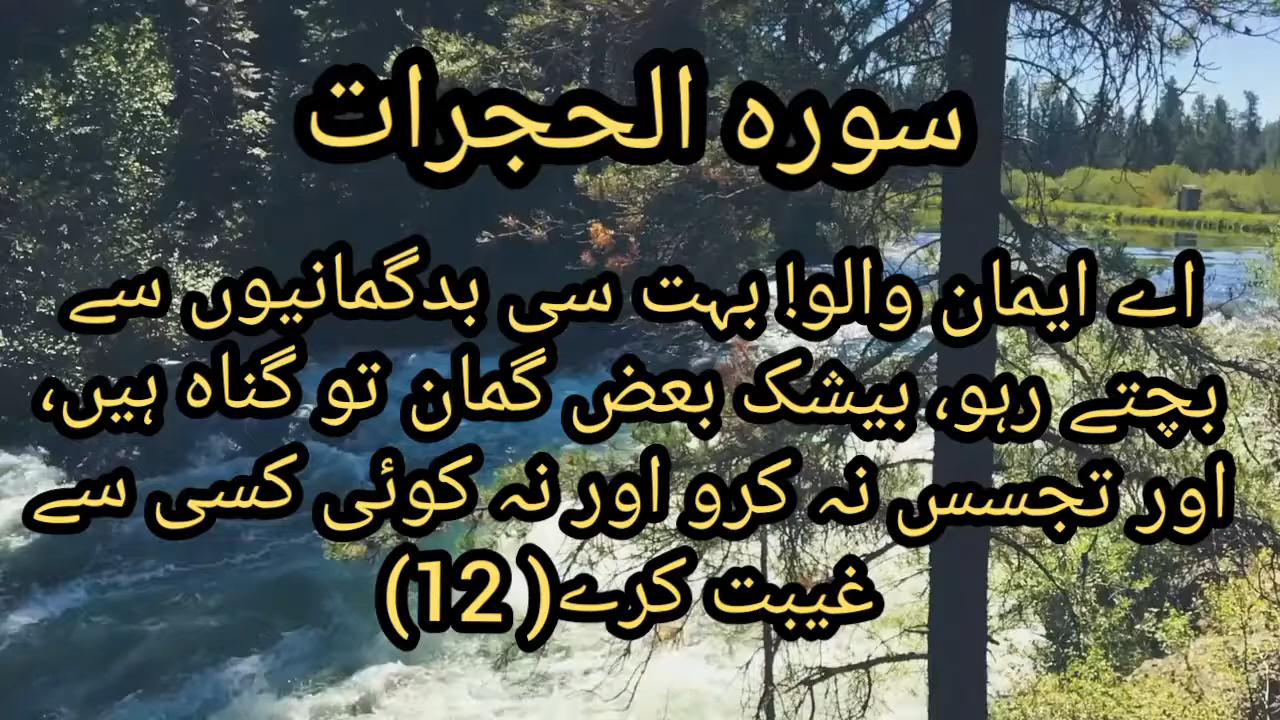 سورہ الحجرات
اے ایمان والو! بہت سی بدگمانیوں سے
بچتے رہو، بیشک بعض گمان تو گناہ ہیں،
اور تجسس نہ کرو اور نہ کوئی کسی سے
غیبت کرے(12)